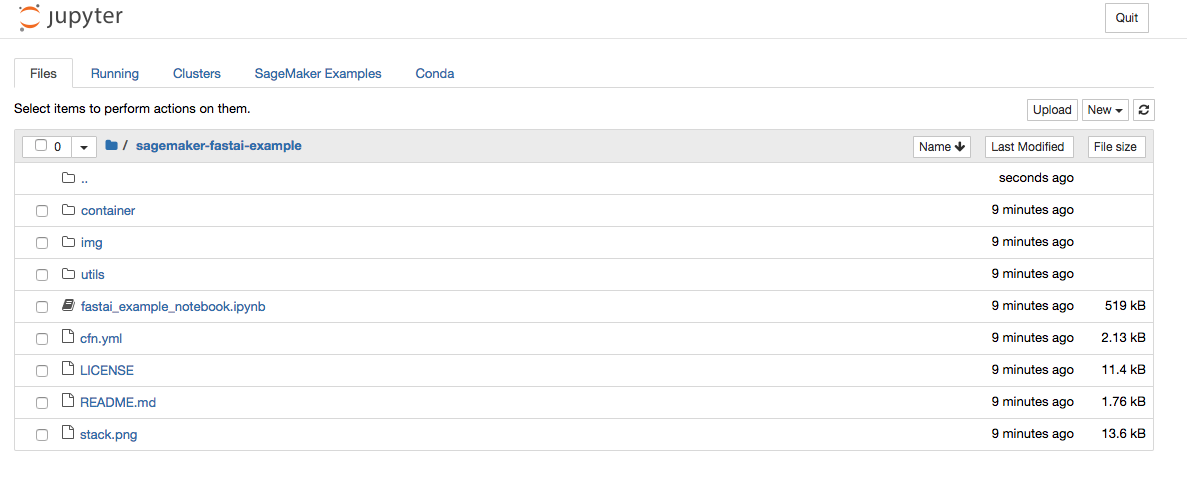 jupyter
Quit
Files Running Clusters SageMaker Examples Conda
Select items to perform actions on them.
Upload New
0 / sagemaker-fastai-example Name Last Modified File size
.. seconds ago
container 9 minutes ago
img 9 minutes ago
utils 9 minutes ago
fastai_example_notebook.ipynb 9 minutes ago 519 kB
cfn.yml 9 minutes ago 2.13 kB
LICENSE 9 minutes ago 11.4 kB
README.md 9 minutes ago 1.76 kB
stack.png 9 minutes ago 13.6 kB